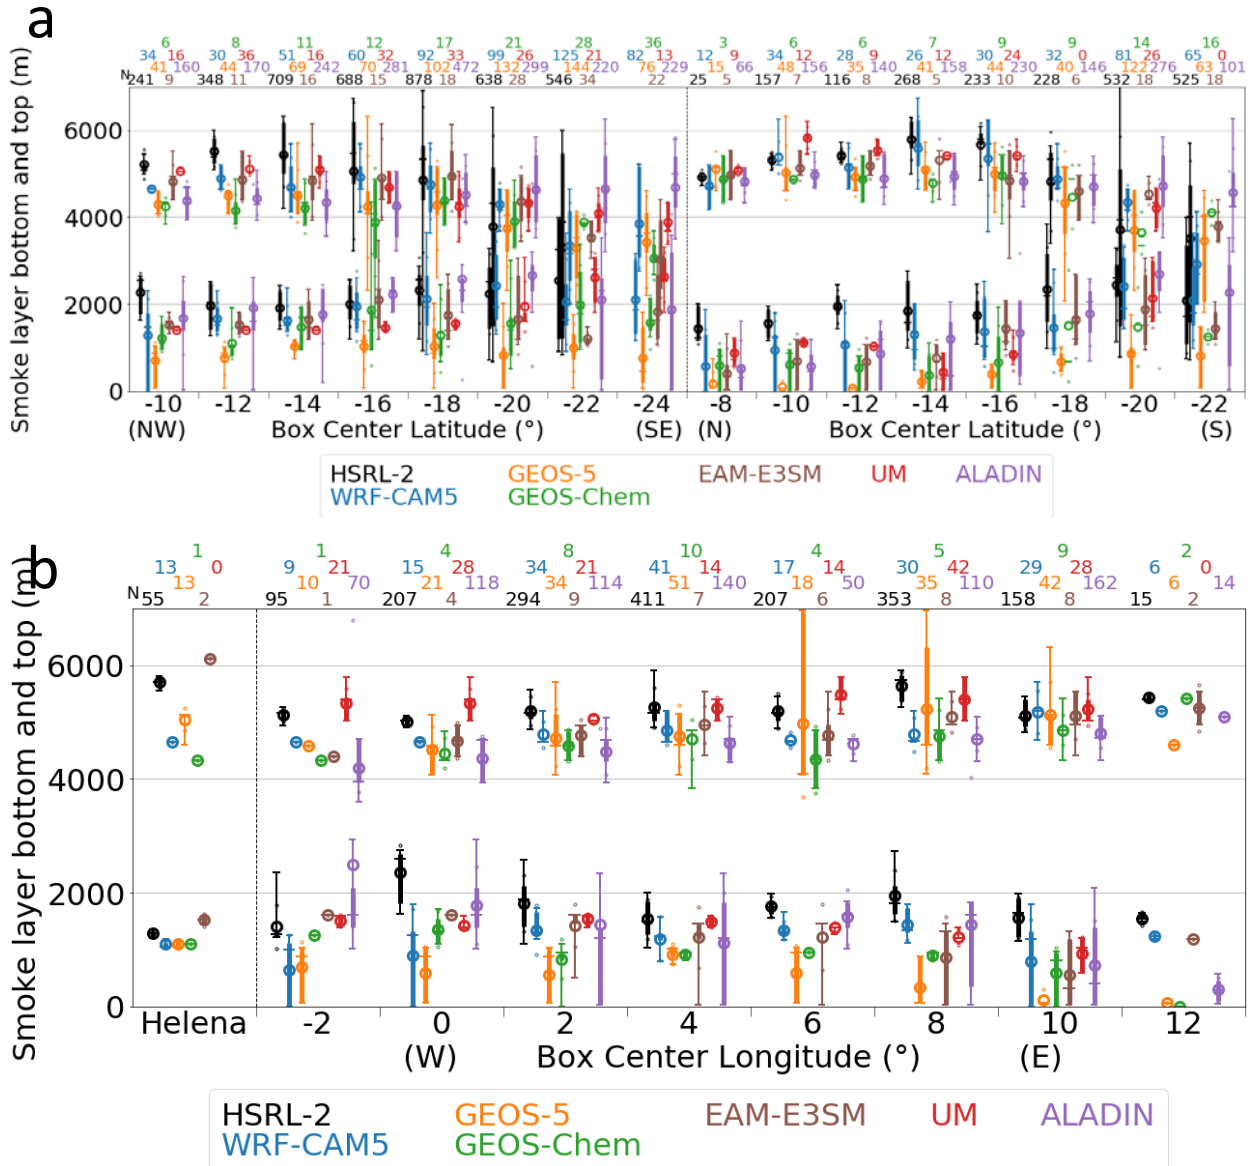 a
6 8 11 12 17 21 28 36 3 6 6 7 9 9 14 16
34 16 30 36 51 16 60 32 92 33 99 26 125 21 82 13 12 9 34 12 28 9 26 12 30 24 32 0 81 26 65 0
41 160 44 170 69 242 70 281 102 472 132 299 144 220 76 229 15 66 48 156 35 140 41 158 44 230 40 146 122 276 63 101
N 241 9 348 11 709 16 688 15 878 18 638 28 546 34 22 25 5 157 7 116 8 268 5 233 10 228 6 532 18 525 18
Smoke layer bottom and top (m)
6000
4000
2000
0
-10 -12 -14 -16 -18 -20 -22 -24 -8 -10 -12 -14 -16 -18 -20 -22
(NW) Box Center Latitude (°) (SE) (N) Box Center Latitude (°) (S)
HSRL-2 GEOS-5 EAM-E3SM UM ALADIN
WRF-CAM5 GEOS-Chem
b
1 1 4 8 10 4 5 9 2
13 0 9 21 15 28 34 21 41 14 17 14 30 42 29 28 6 0
13 10 70 21 118 34 114 51 140 18 50 35 110 42 162 6 14
N 55 2 95 1 207 4 294 9 411 7 207 6 353 8 158 8 15 2
Smoke layer bottom and top (m)
6000
4000
2000
0
Helena -2 0 2 4 6 8 10 12
(W) Box Center Longitude (°) (E)
HSRL-2 GEOS-5 EAM-E3SM UM ALADIN
WRF-CAM5 GEOS-Chem